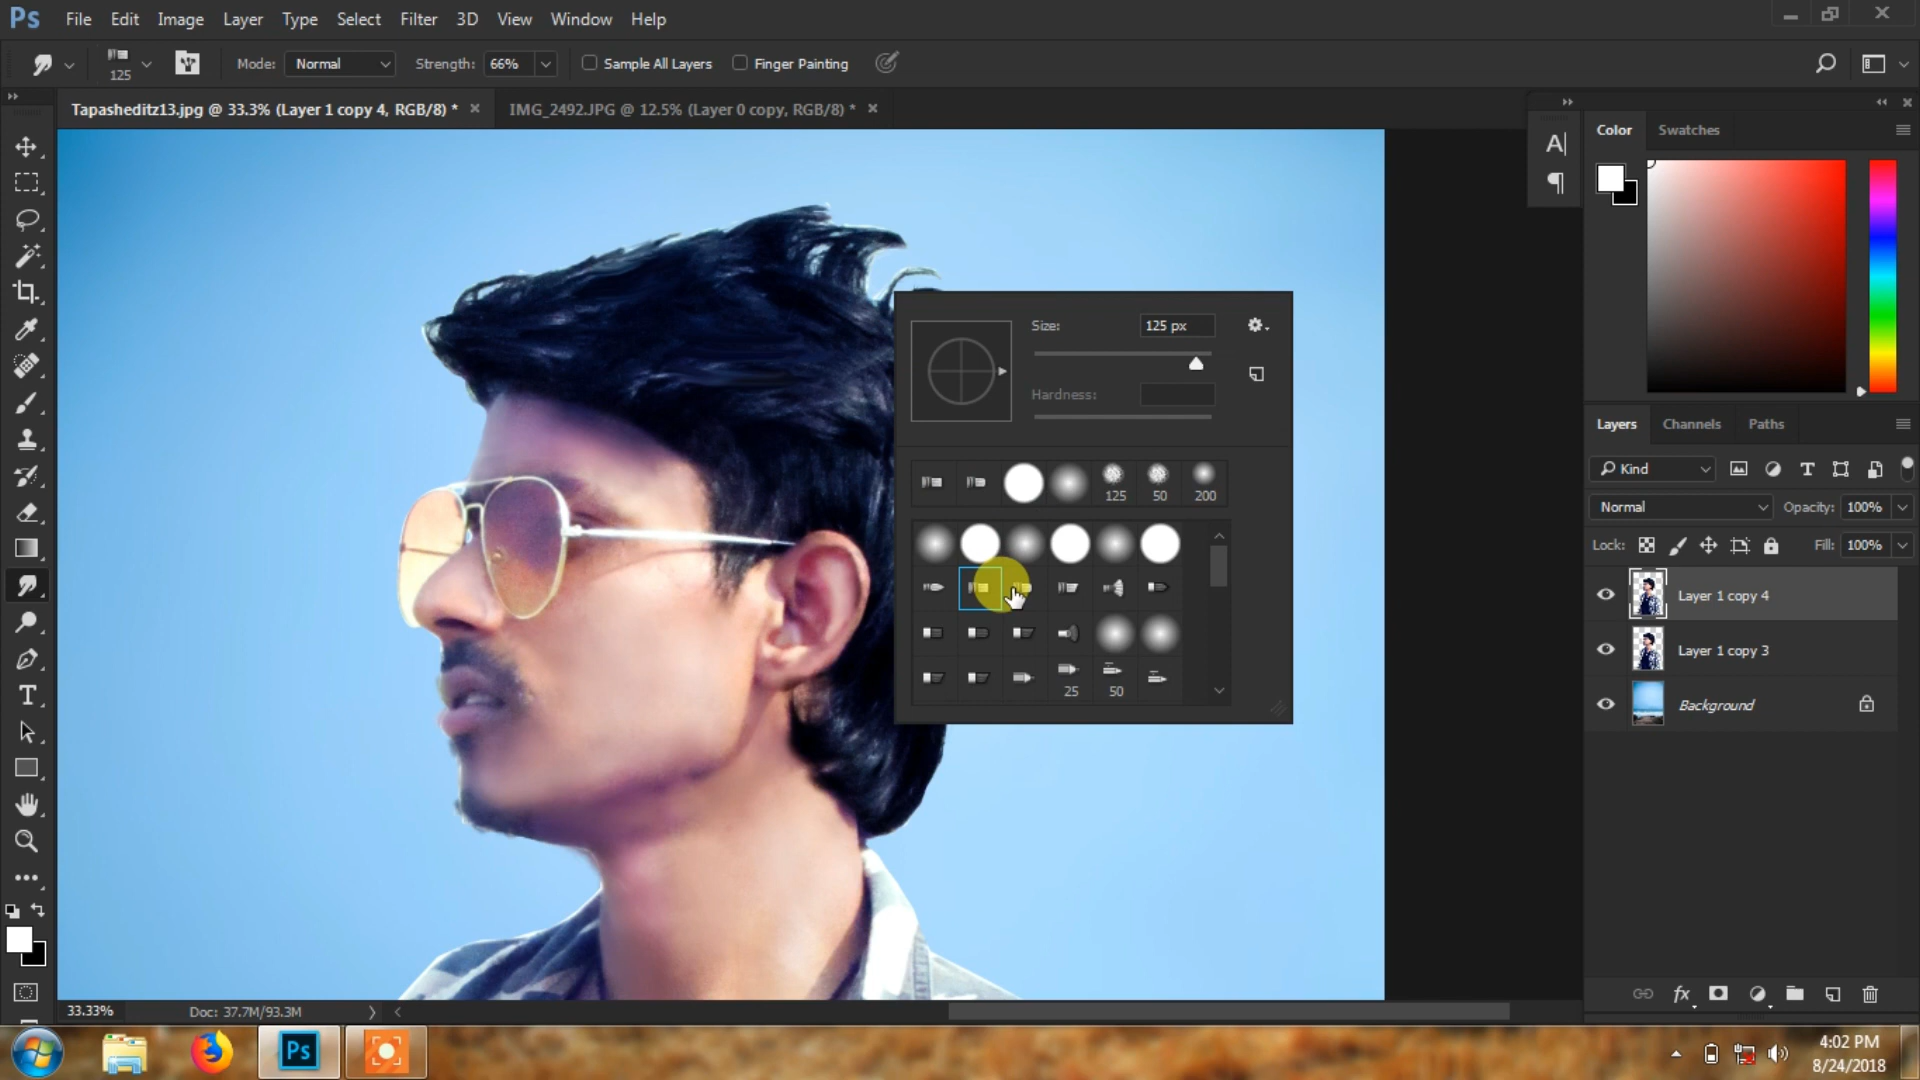 Ps File Edit Image Layer Type Select Filter 3D View Window Help
125 Mode: Normal Strength: 66% Sample All Layers Finger Painting
Tapasheditz13.jpg @ 33.3% (Layer 1 copy 4, RGB/8) * IMG_2492.JPG @ 12.5% (Layer 0 copy, RGB/8) *
Color Swatches
A|
Size: 125 px
Hardness:
125 50 200
25 50
T
Layers Channels Paths
Kind
T
Normal Opacity: 100%
Lock: Fill: 100%
Layer 1 copy 4
Layer 1 copy 3
Background
fx
33.33% Doc: 37.7M/93.3M
Ps
4:02 PM
8/24/2018